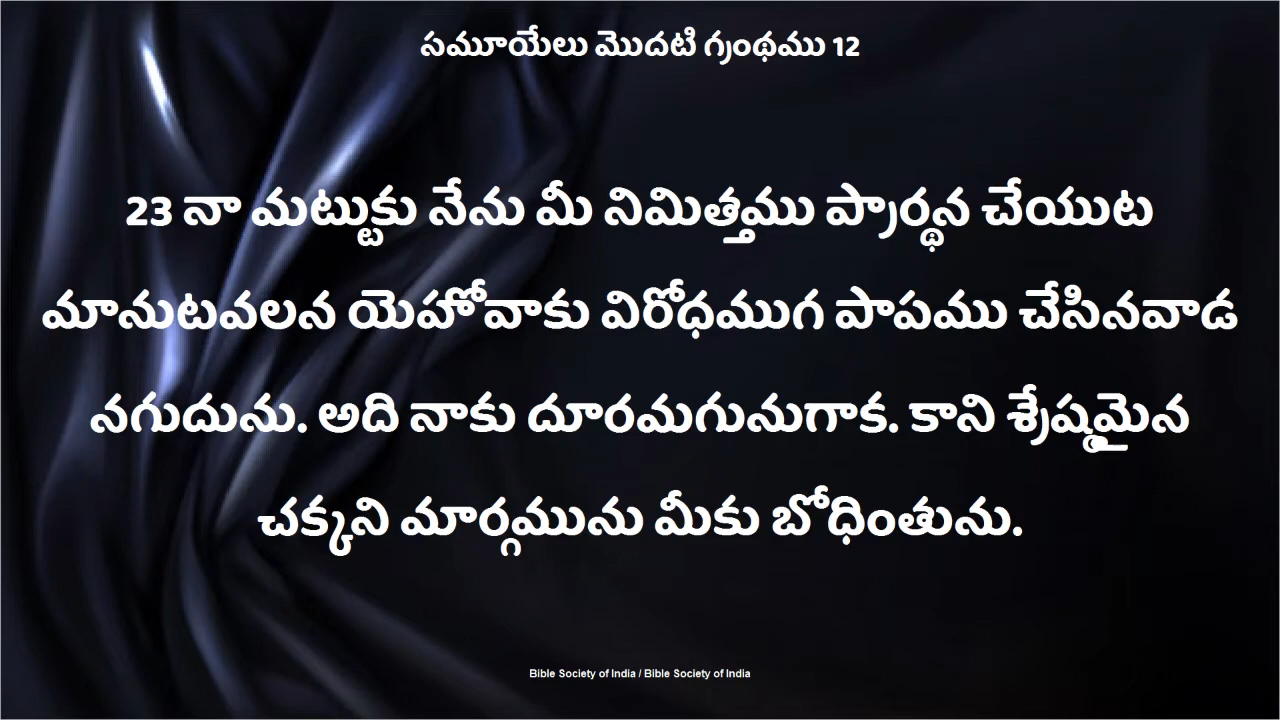 సమూయేలు మొదటి గ్రంథము 12
23 నా మట్టుకు నేను మీ నిమిత్తము ప్రార్థన చేయుట
మానుటవలన యెహోవాకు విరోధముగ పాపము చేసినవాడ
నగుదును. అది నాకు దూరమగునుగాక. కాని శ్రేష్ఠమైన
చక్కని మార్గమును మీకు బోధింతును.
Bible Society of India / Bible Society of India